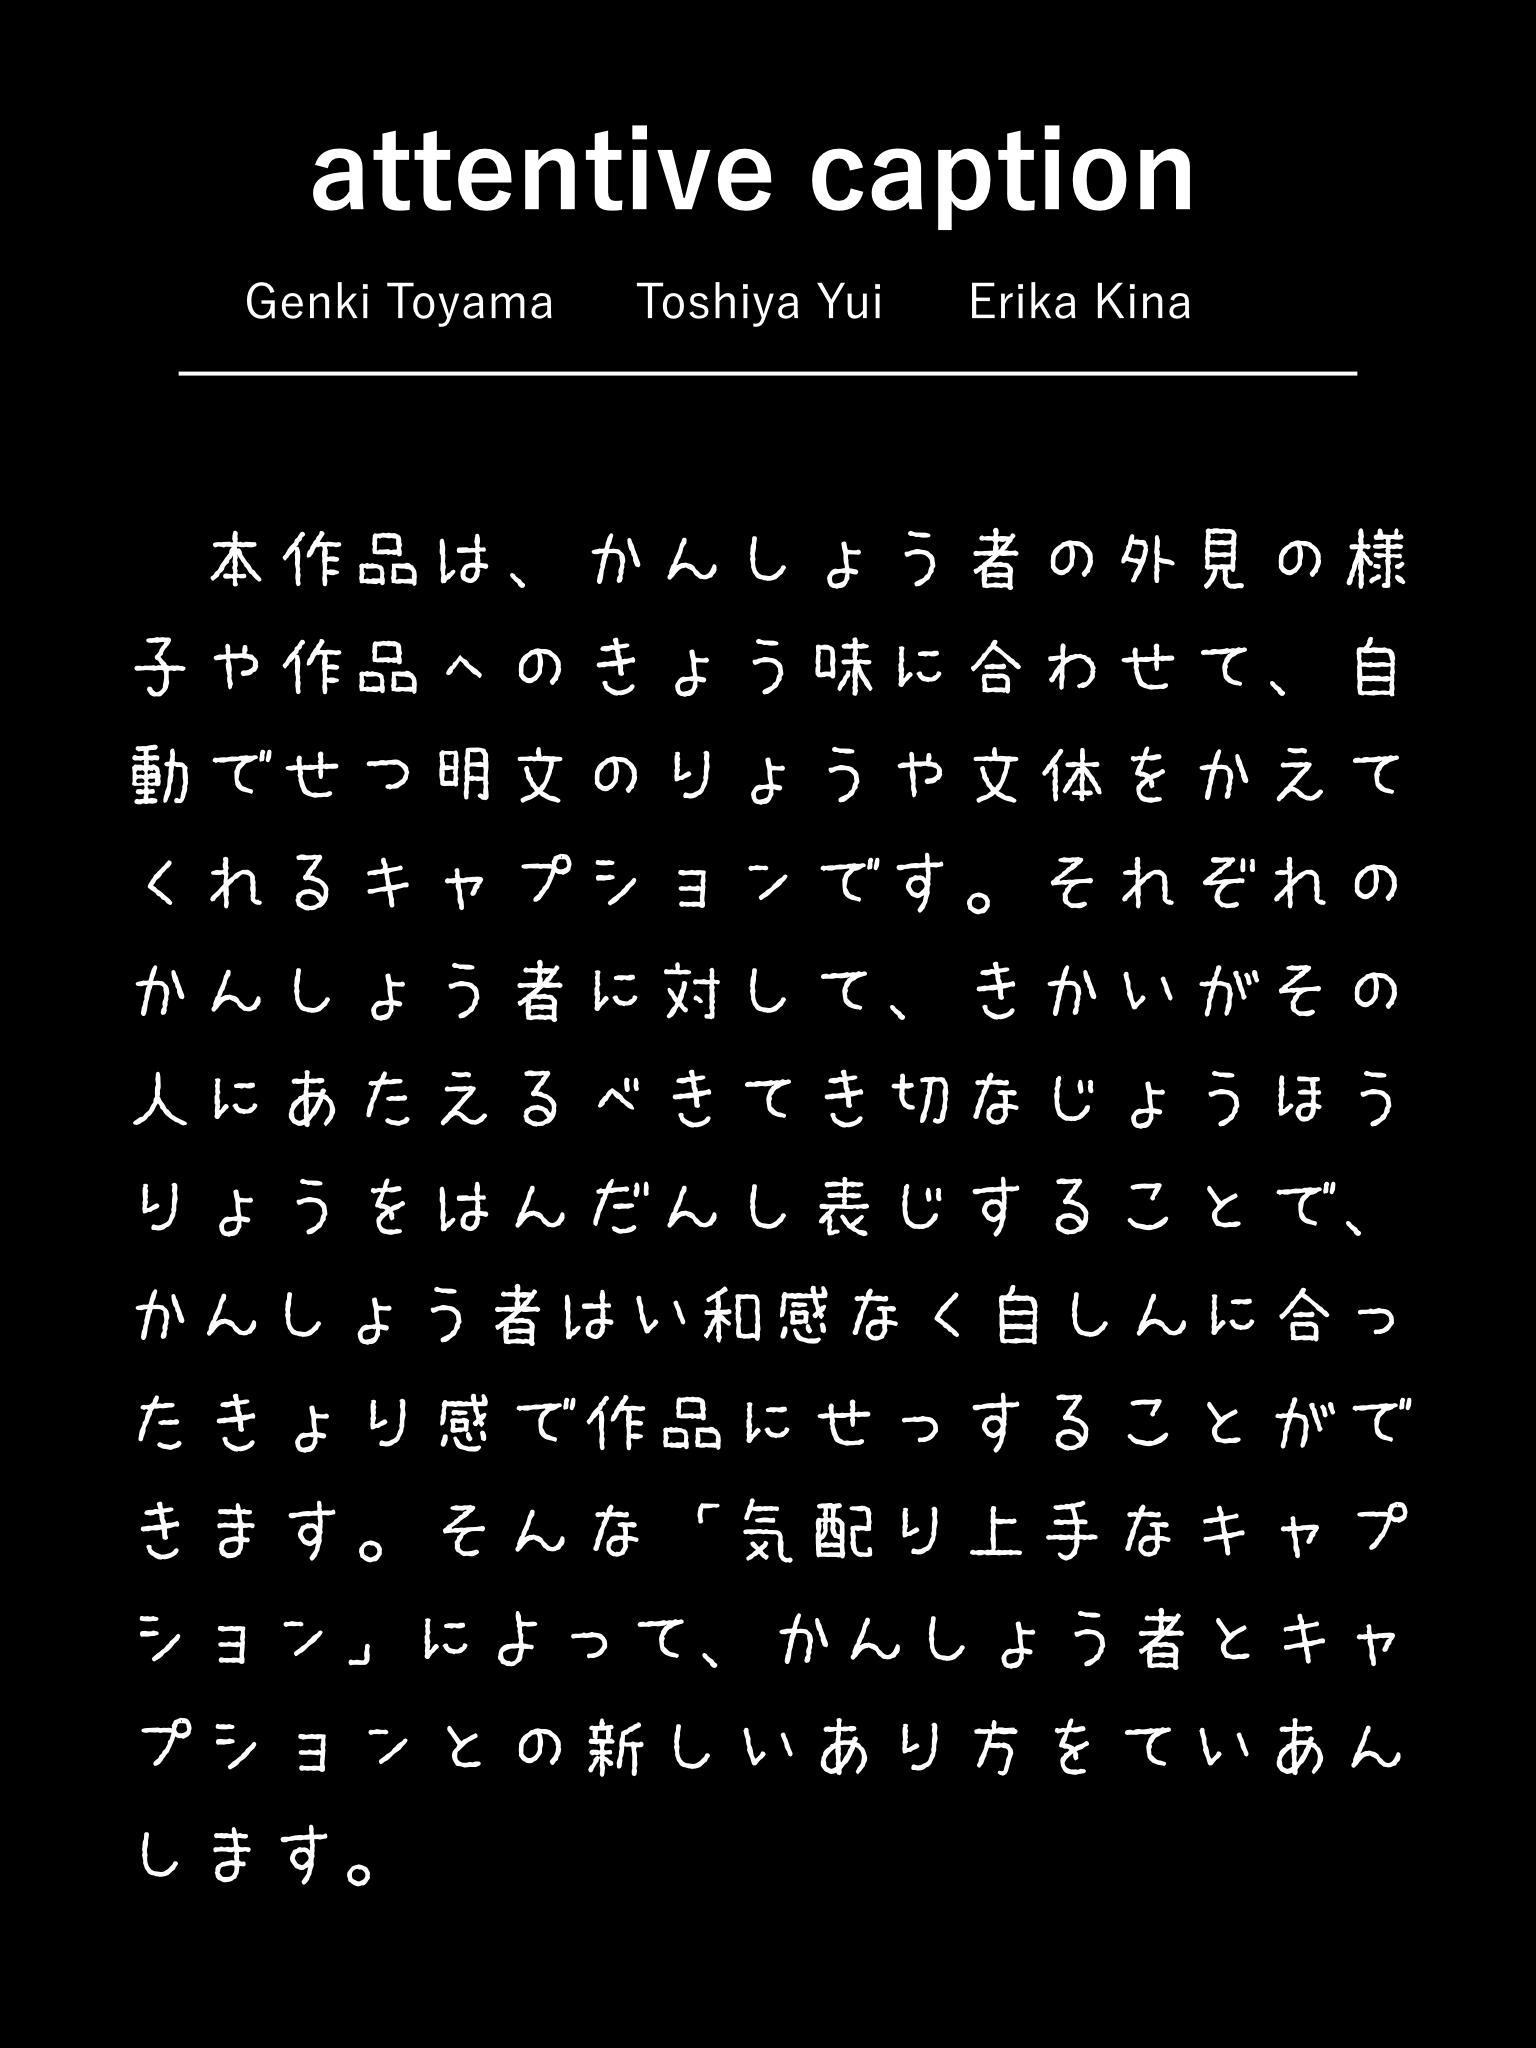 attentive caption
Genki Toyama Toshiya Yui Erika Kina
本作品は、かんしょう者の外見の様
子や作品へのきょう味に合わせて、自
動でせつ明文のりょうや文体をかえて
くれるキャプションです。それぞれの
かんしょう者に対して、きかいがその
人にあたえるべきてき切なじょうほう
りょうをはんだんし表じすることで、
かんしょう者はい和感なく自しんに合っ
たきょり感で作品にせっすることがで
きます。そんな「気配り上手なキャプ
ション」によって、かんしょう者とキャ
プションとの新しいあり方をていあん
します。